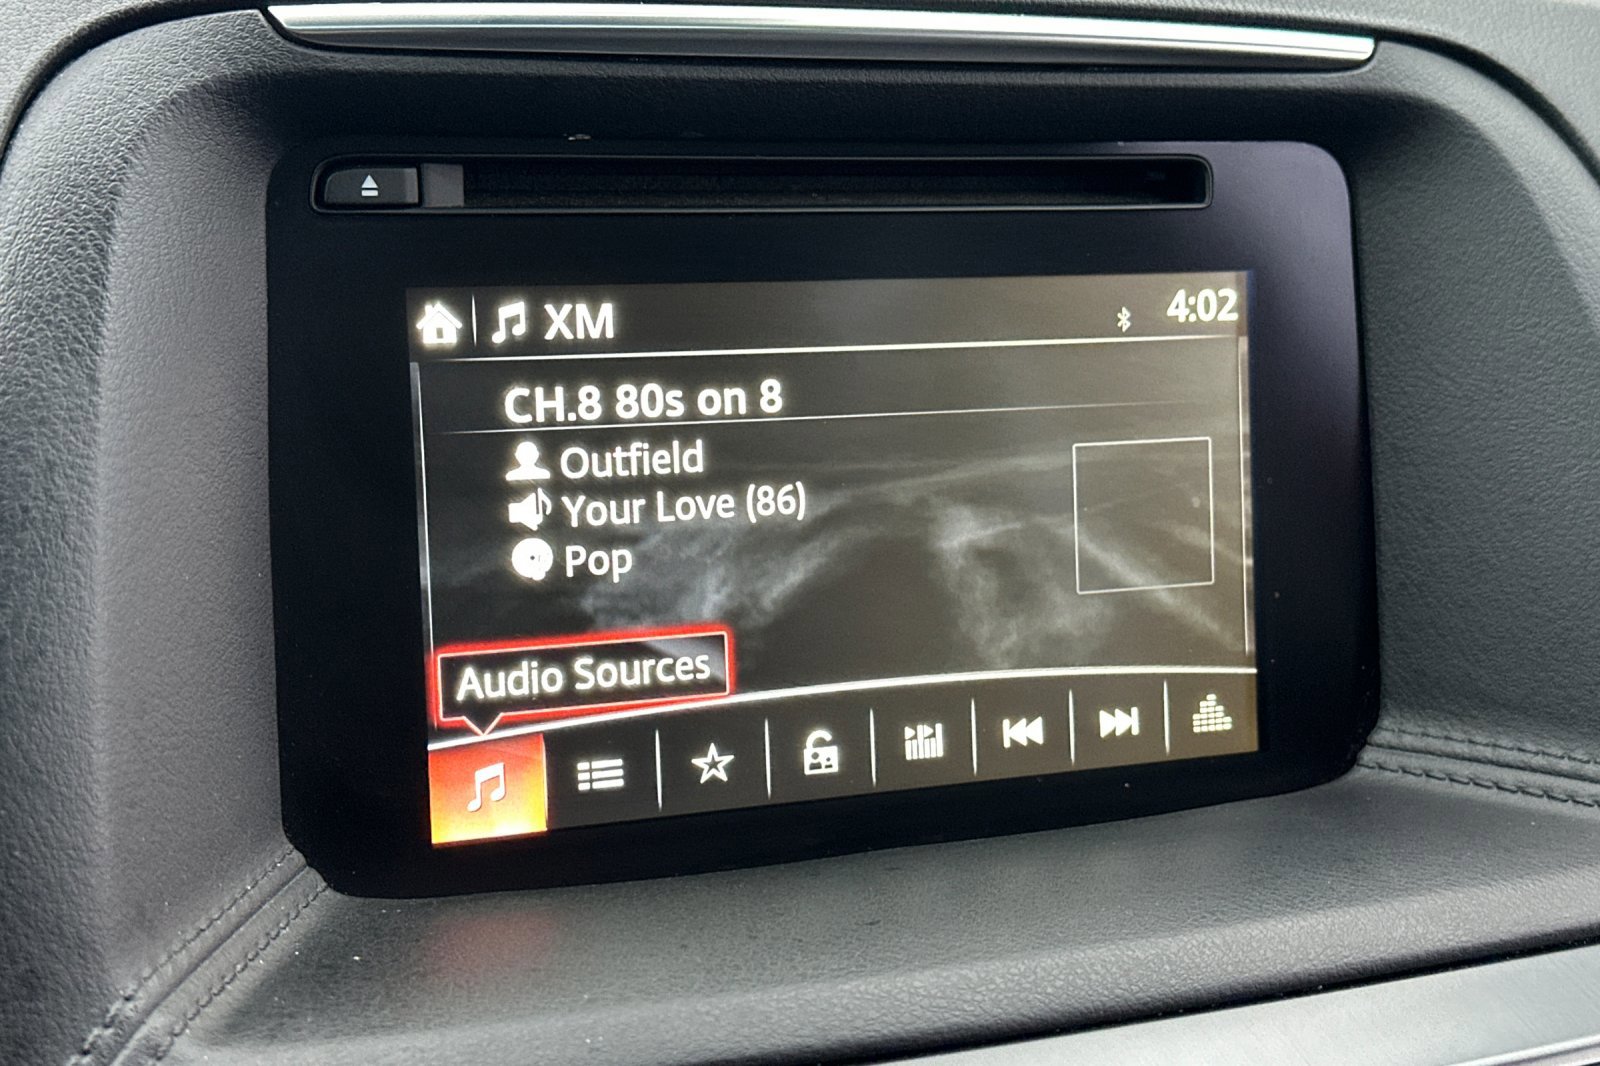 XM
4:02
CH.8 80s on 8
Outfield
Your Love (86)
Pop
Audio Sources